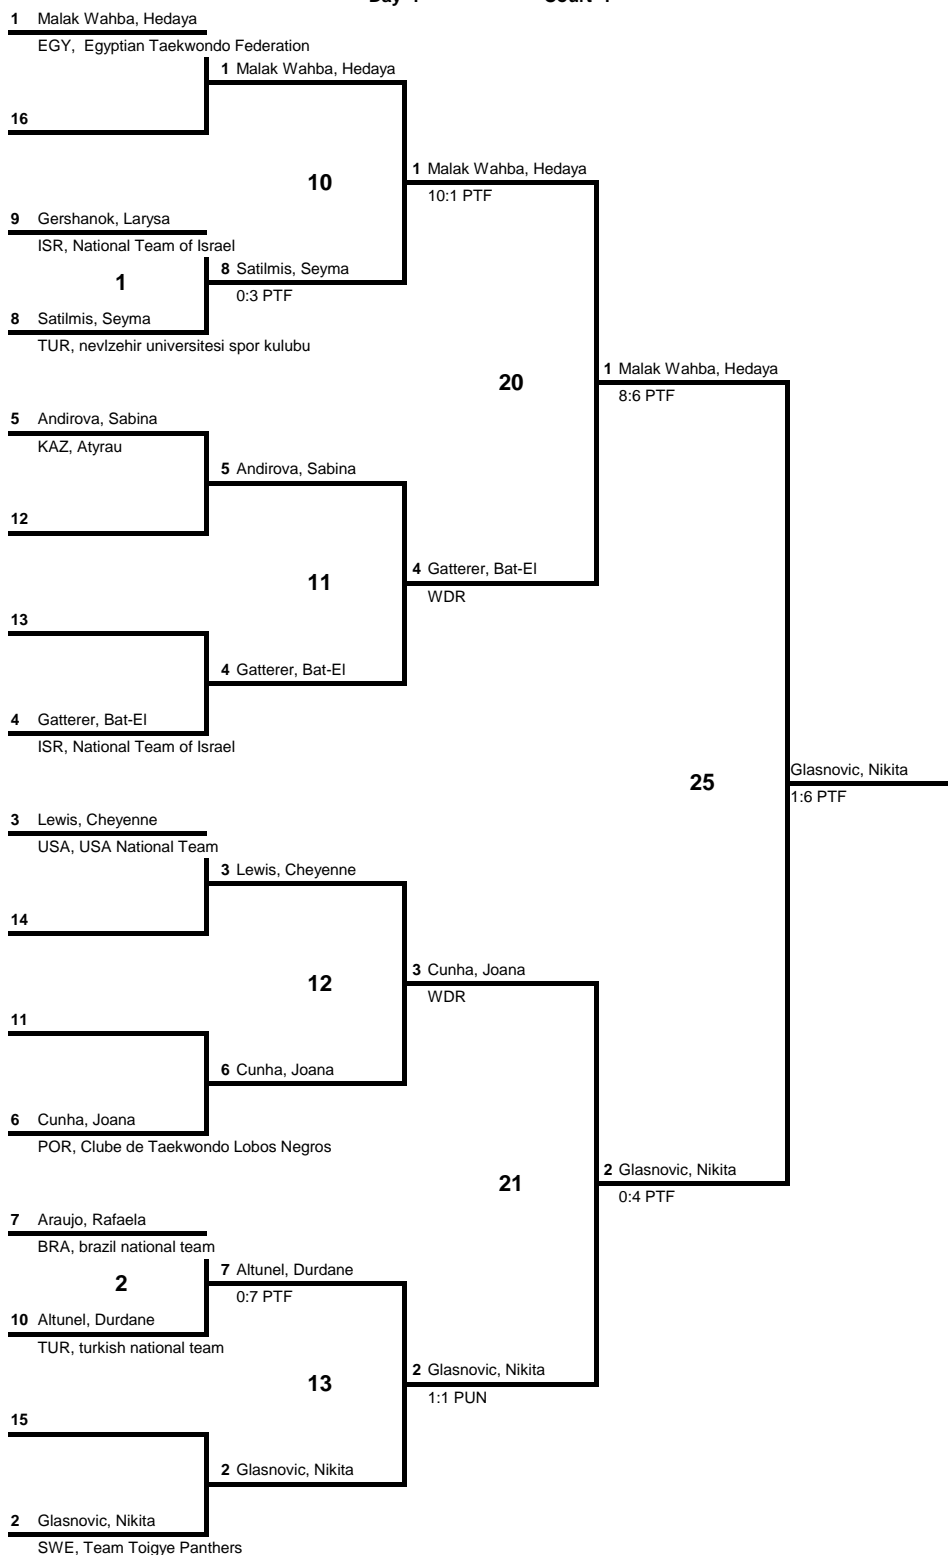 1 Malak Wahba, Hedaya
EGY, Egyptian Taekwondo Federation
1 Malak Wahba, Hedaya
16
10
1 Malak Wahba, Hedaya
10:1 PTF
9 Gershanok, Larysa
ISR, National Team of Israel
1
8 Satilmis, Seyma
0:3 PTF
8 Satilmis, Seyma
TUR, nevlzehir universitesi spor kulubu
20
1 Malak Wahba, Hedaya
8:6 PTF
5 Andirova, Sabina
KAZ, Atyrau
5 Andirova, Sabina
12
11
4 Gatterer, Bat-El
WDR
13
4 Gatterer, Bat-El
4 Gatterer, Bat-El
ISR, National Team of Israel
25
Glasnovic, Nikita
1:6 PTF
3 Lewis, Cheyenne
USA, USA National Team
3 Lewis, Cheyenne
14
12
3 Cunha, Joana
WDR
11
6 Cunha, Joana
6 Cunha, Joana
POR, Clube de Taekwondo Lobos Negros
21
2 Glasnovic, Nikita
0:4 PTF
7 Araujo, Rafaela
BRA, brazil national team
2
7 Altunel, Durdane
0:7 PTF
10 Altunel, Durdane
TUR, turkish national team
13
2 Glasnovic, Nikita
1:1 PUN
15
2 Glasnovic, Nikita
2 Glasnovic, Nikita
SWE, Team Toigye Panthers